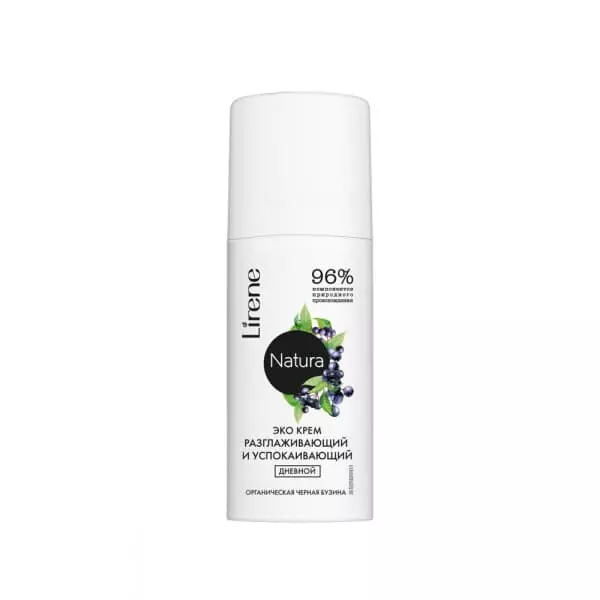 Lirene
96%
компонентов
природного
происхождения
Natura
ЭКО КРЕМ
РАЗГЛАЖИВАЮЩИЙ
И УСПОКАИВАЮЩИЙ
ДНЕВНОЙ
ОРГАНИЧЕСКАЯ ЧЕРНАЯ БУЗИНА